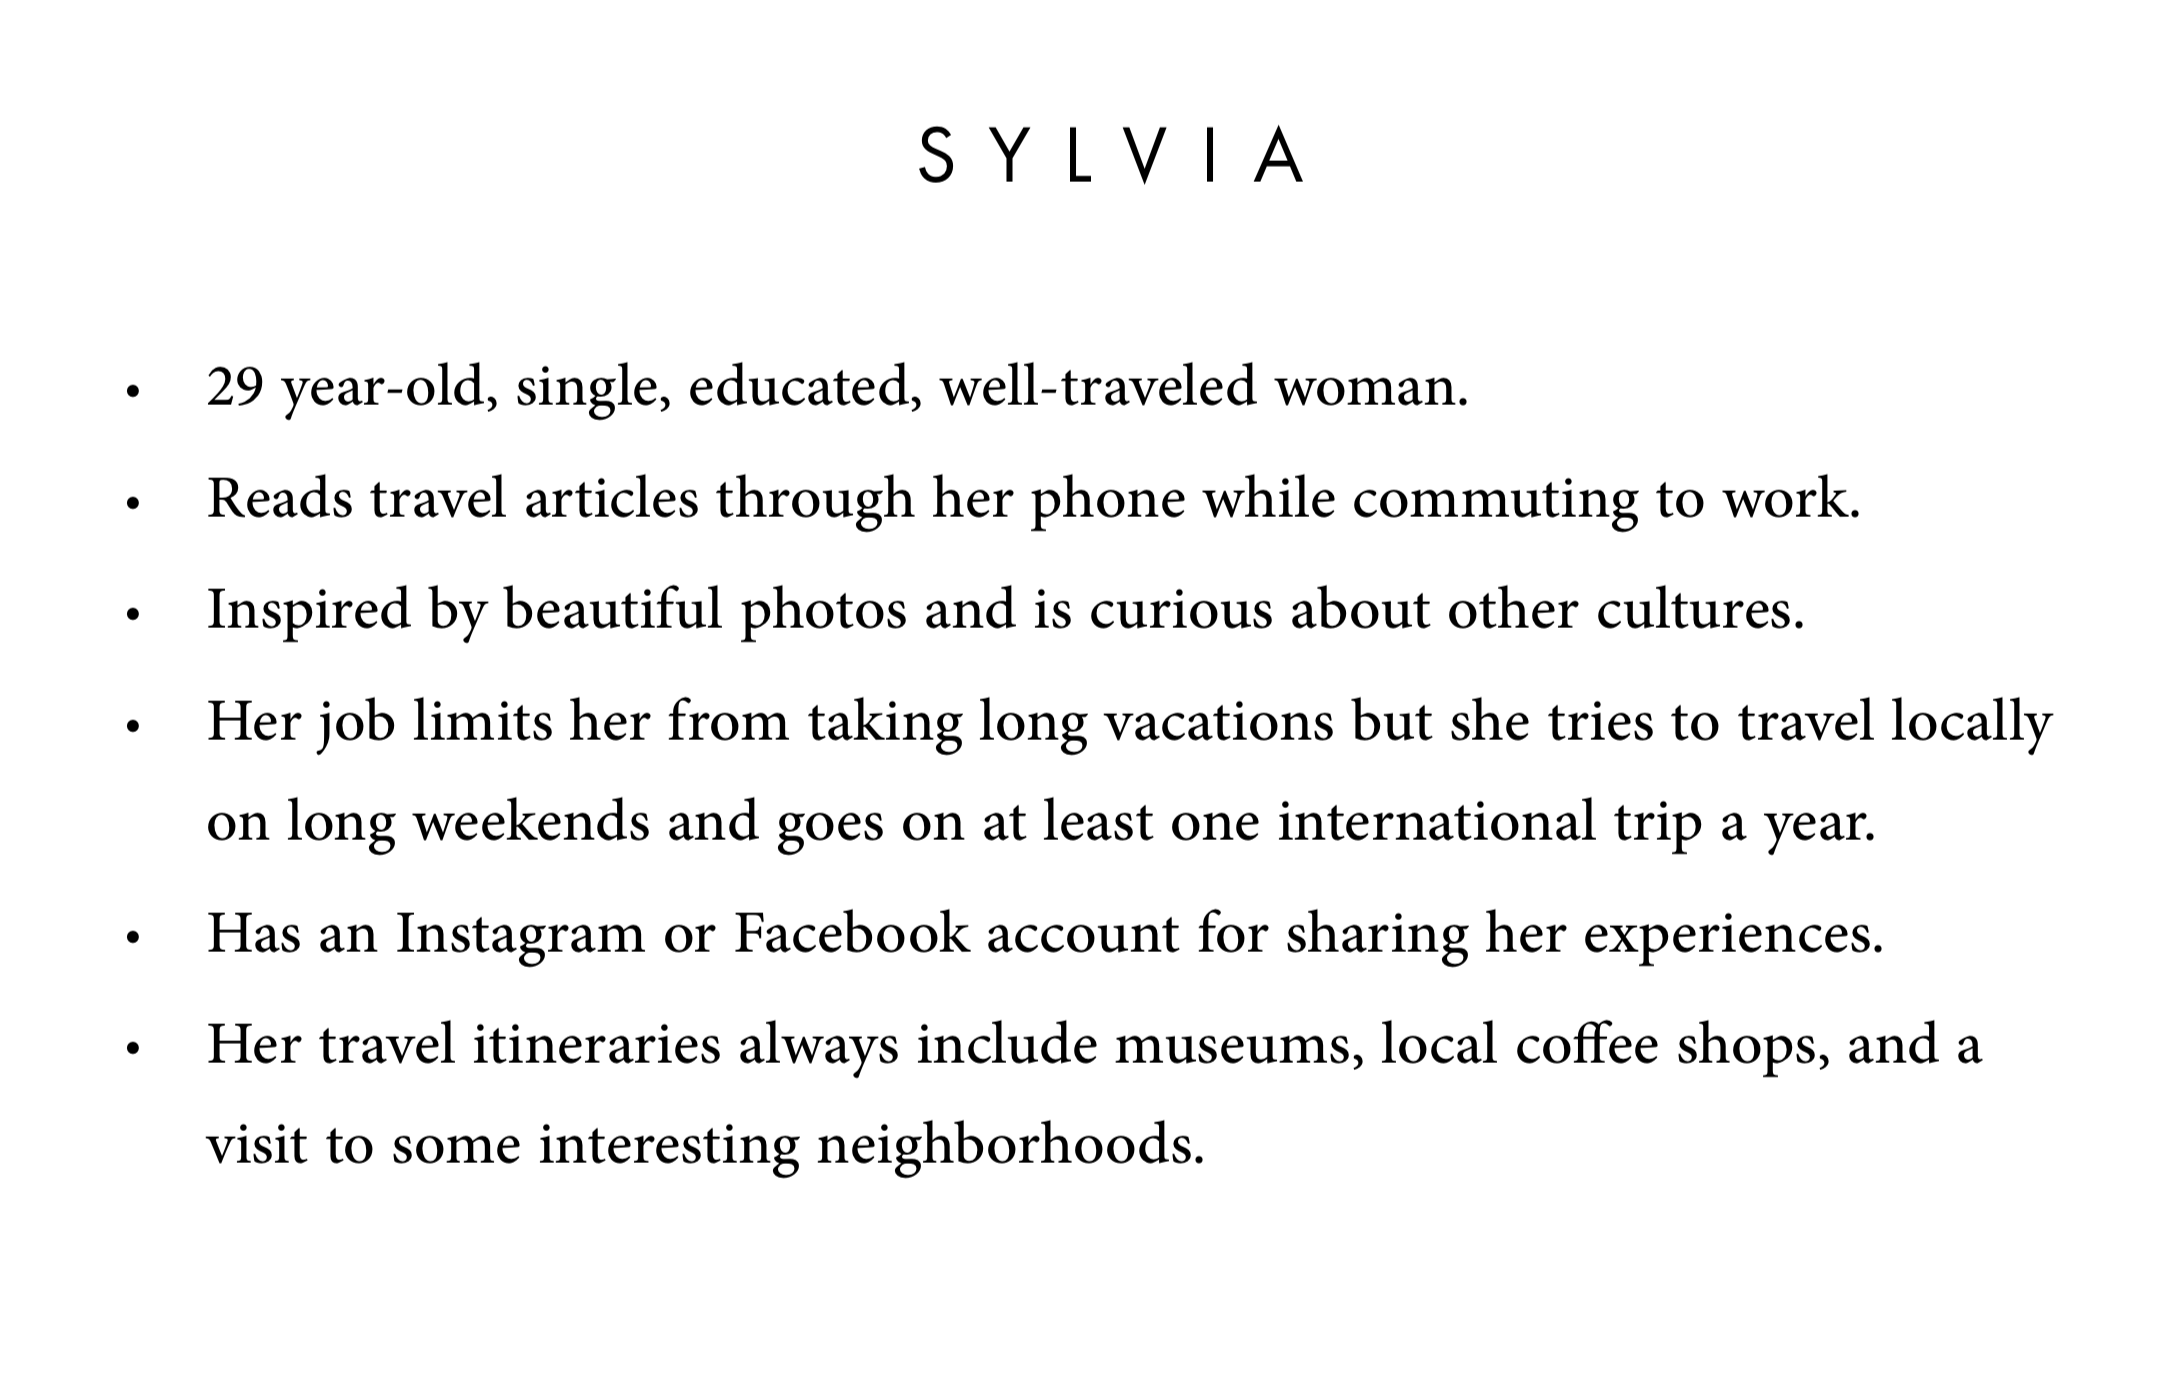 SYLVIA
• 29 year-old, single, educated, well-traveled woman.
• Reads travel articles through her phone while commuting to work.
• Inspired by beautiful photos and is curious about other cultures.
• Her job limits her from taking long vacations but she tries to travel locally
on long weekends and goes on at least one international trip a year.
• Has an Instagram or Facebook account for sharing her experiences.
• Her travel itineraries always include museums, local coffee shops, and a
visit to some interesting neighborhoods.